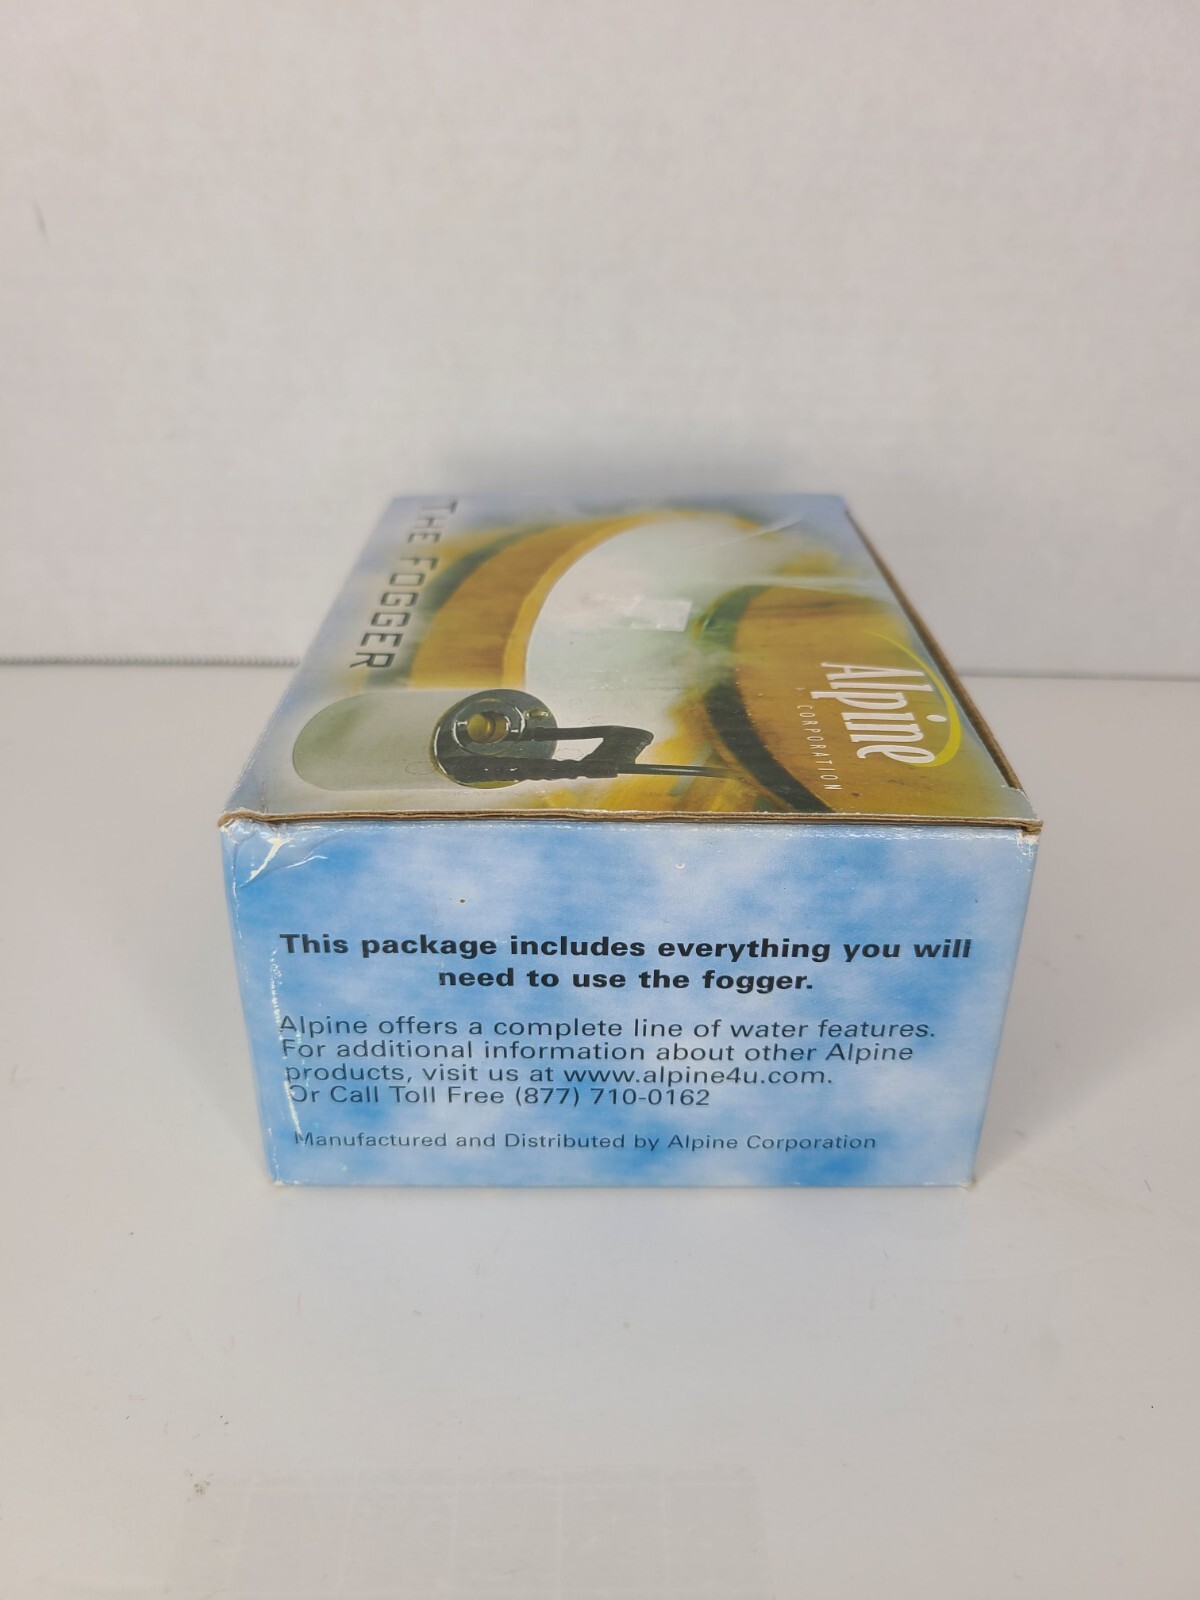 THE FOGGER
Alpine
CORPORATION
This package includes everything you will
need to use the fogger.
Alpine offers a complete line of water features.
For additional information about other Alpine
products, visit us at www.alpine4u.com.
Or Call Toll Free (877) 710-0162
Manufactured and Distributed by Alpine Corporation